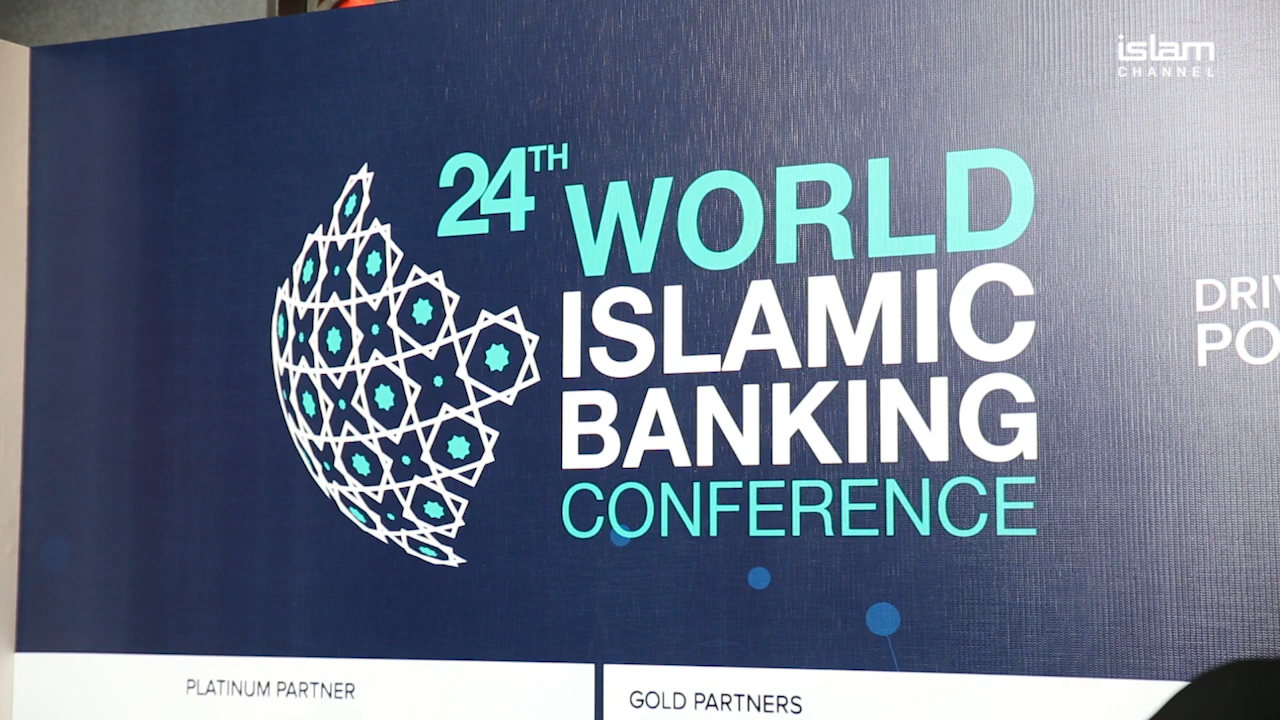 islam
CHANNEL
24TH
WORLD
ISLAMIC
BANKING
CONFERENCE
PLATINUM PARTNER
GOLD PARTNERS